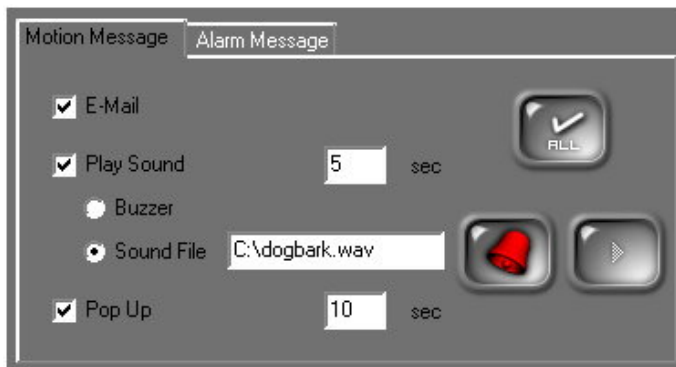 Motion Message
Alarm Message
E-Mail
ALL
Play Sound 5 sec
Buzzer
Sound File C:\dogbark.wav
Pop Up 10 sec